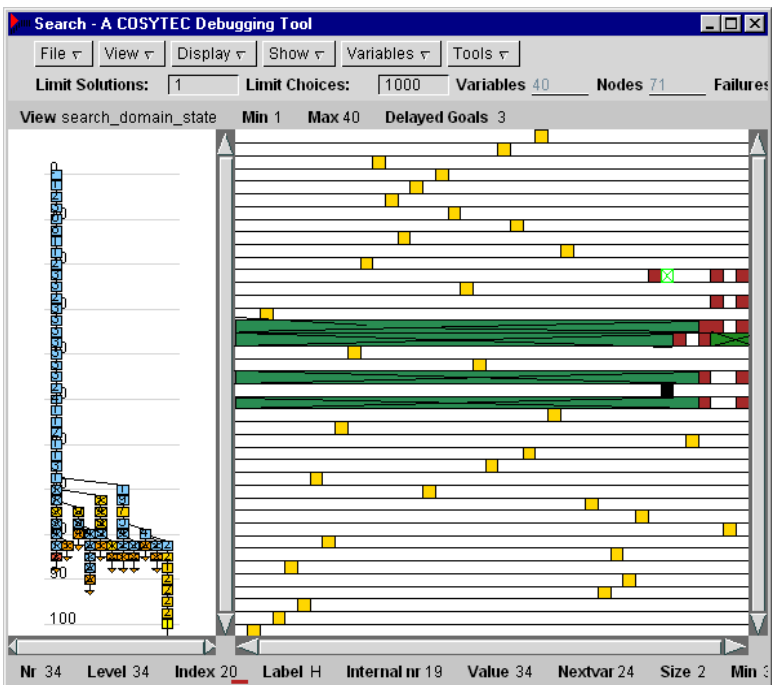 Search - A COSYTEC Debugging Tool
File View Display Show Variables Tools
Limit Solutions: 1 Limit Choices: 1000 Variables 40 Nodes 71 Failures
View search_domain_state Min 1 Max 40 Delayed Goals 3
0
90
100
Nr 34 Level 34 Index 20 Label H Internal nr 19 Value 34 Nextvar 24 Size 2 Min